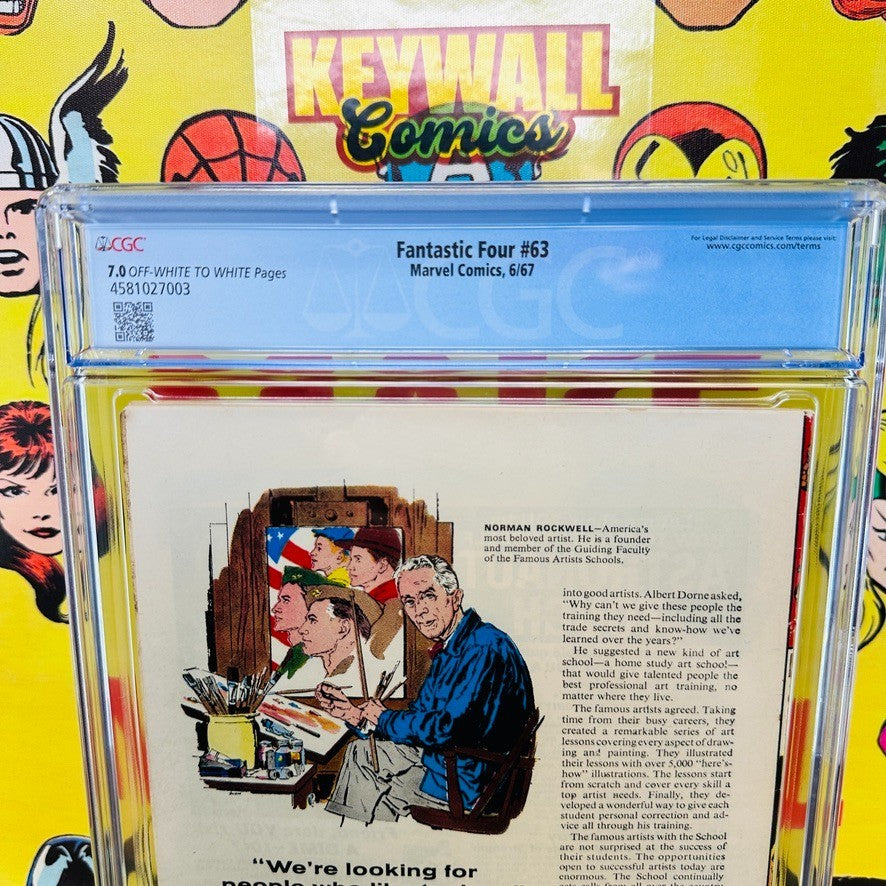 KEYWALL
Comics
CGC
7.0 OFF-WHITE TO WHITE Pages
4581027003
Fantastic Four #63
Marvel Comics, 6/67
For Legal Disclaimer and Service Terms please visit:
www.cgccomics.com/terms
CGC
NORMAN ROCKWELL—America's
most beloved artist. He is a founder
and member of the Guiding Faculty
of the Famous Artists Schools.
into good artists. Albert Dorne asked,
"Why can't we give these people the
training they need—including all the
trade secrets and know-how we've
learned over the years?"
He suggested a new kind of art
school—a home study art school—
that would give talented people the
best professional art training, no
matter where they live.
The famous artists agreed. Taking
time from their busy careers, they
created a remarkable series of art
lessons covering every aspect of draw-
ing and painting. They illustrated
their lessons with over 5,000 "here's-
how" illustrations. The lessons start
from scratch and cover every skill a
top artist needs. Finally, they de-
veloped a wonderful way to give each
student personal correction and ad-
vice all through his training.
The famous artists with the School
are not surprised at the success of
their students. The opportunities
open to successful artists today are
enormous. The School continually
"We're looking for
people who like to